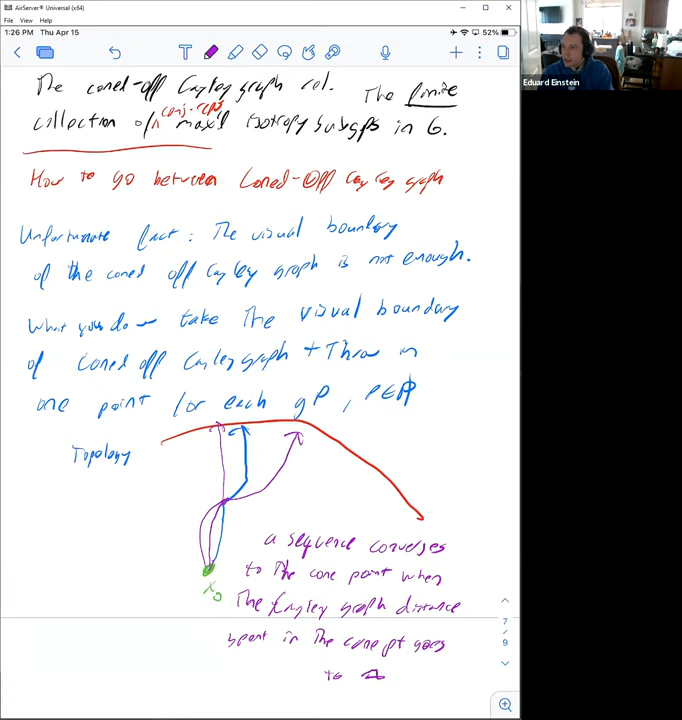 AirServer® Universal (x64)
File View Help
1:26 PM Thu Apr 15
52%
T
Eduard Einstein
The coned-off Cayley graph rel. The finite
conj. reps
collection of max'l isotropy subgps in G.
How to go between Coned-Off Cayley graph
Unfortunate fact: The visual boundary
of the coned off Cayley graph is not enough.
What you do - take The visual boundary
of coned off Cayley graph + Throw in
one point for each gP, P∈P
Topology
x₀
a sequence converges
to The cone point when
The Cayley graph distance
spent in The cone pt goes
to ∞
7
/
9